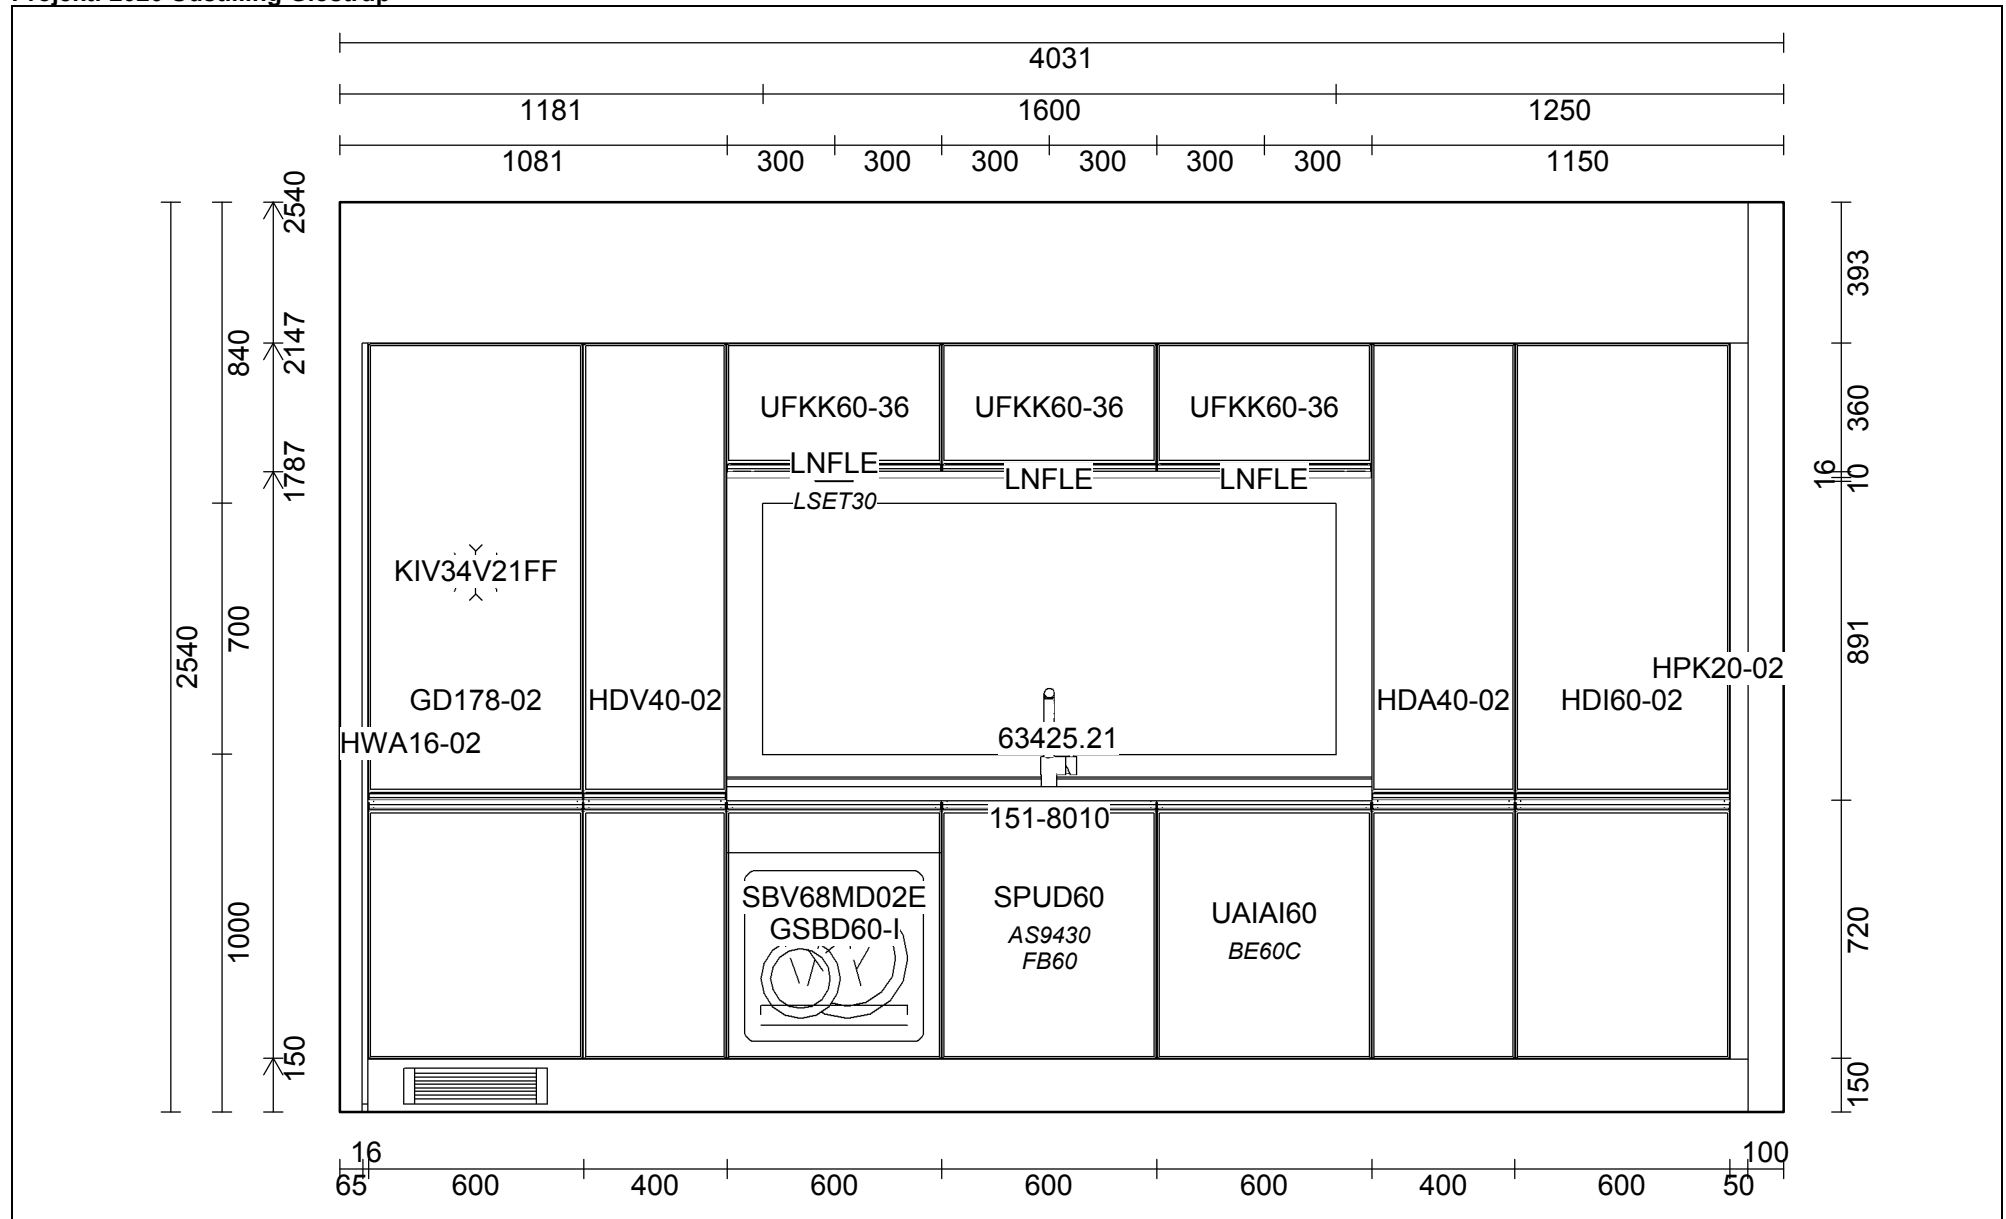 4031
1181 1600 1250
1081 300 300 300 300 300 300 1150
2540
393
840
2147
UFKK60-36 UFKK60-36 UFKK60-36
360
1787
LNFLE LNFLE LNFLE
16 10
LSET30
KIV34V21FF
700
2540
891
HPK20-02
GD178-02 HDV40-02 HDA40-02 HDI60-02
HWA16-02
63425.21
151-8010
SBV68MD02E SPUD60
GSBD60-I UAIAI60
AS9430 BE60C
FB60
1000
720
150
150
16 100
65 600 400 600 600 600 400 600 50